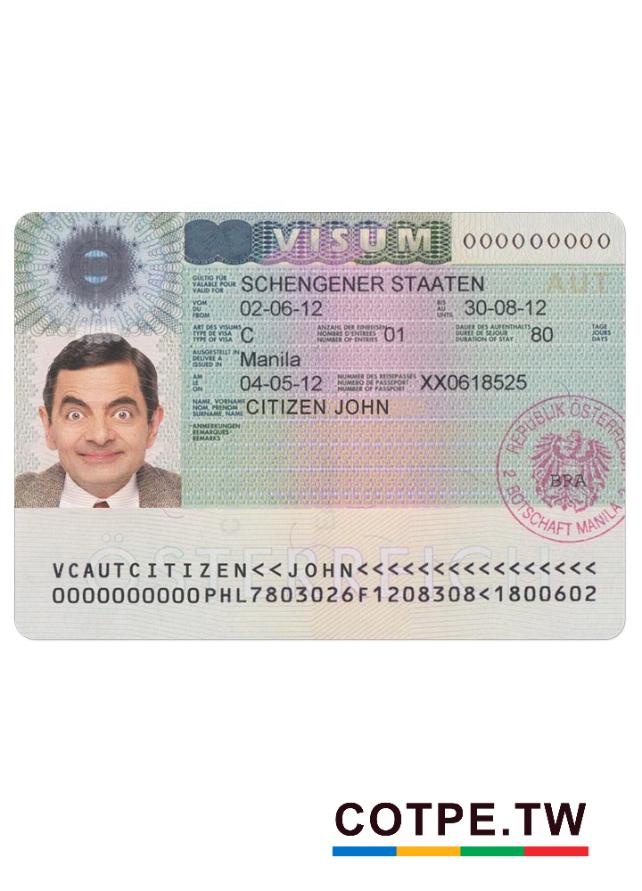 VISUM 000000000
AUT
GÜLTIG FÜR
VALABLE POUR
VALID FOR
SCHENGENER STAATEN
VOM
DU
FROM
02-06-12
BIS
AU
UNTIL
30-08-12
ART DES VISUMS
TYPE DE VISA
TYPE OF VISA
C
ANZAHL DER EINREISEN
NOMBRE D'ENTREES
NUMBER OF ENTRIES
01
DAUER DES AUFENTHALTS
DUREE DE SEJOUR
DURATION OF STAY
80
TAGE
JOURS
DAYS
AUSGESTELLT IN
DELIVRE A
ISSUED IN
Manila
AM
LE
ON
04-05-12
NUMMER DES REISEPASSES
NUMERO DE PASSEPORT
NUMBER OF PASSPORT
XX0618525
NAME, VORNAME
NOM, PRENOM
SURNAME, NAME
CITIZEN JOHN
ANMERKUNGEN
REMARQUES
REMARKS
REPUBLIK ÖSTERREI
BRA
2 BOTSCHAFT MANILA 2
ÖSTERREICH
VCAUTCITIZEN<<JOHN<<<<<<<<<<<<<<<<
0000000000PHL7803026F1208308<1800602
COTPE.TW